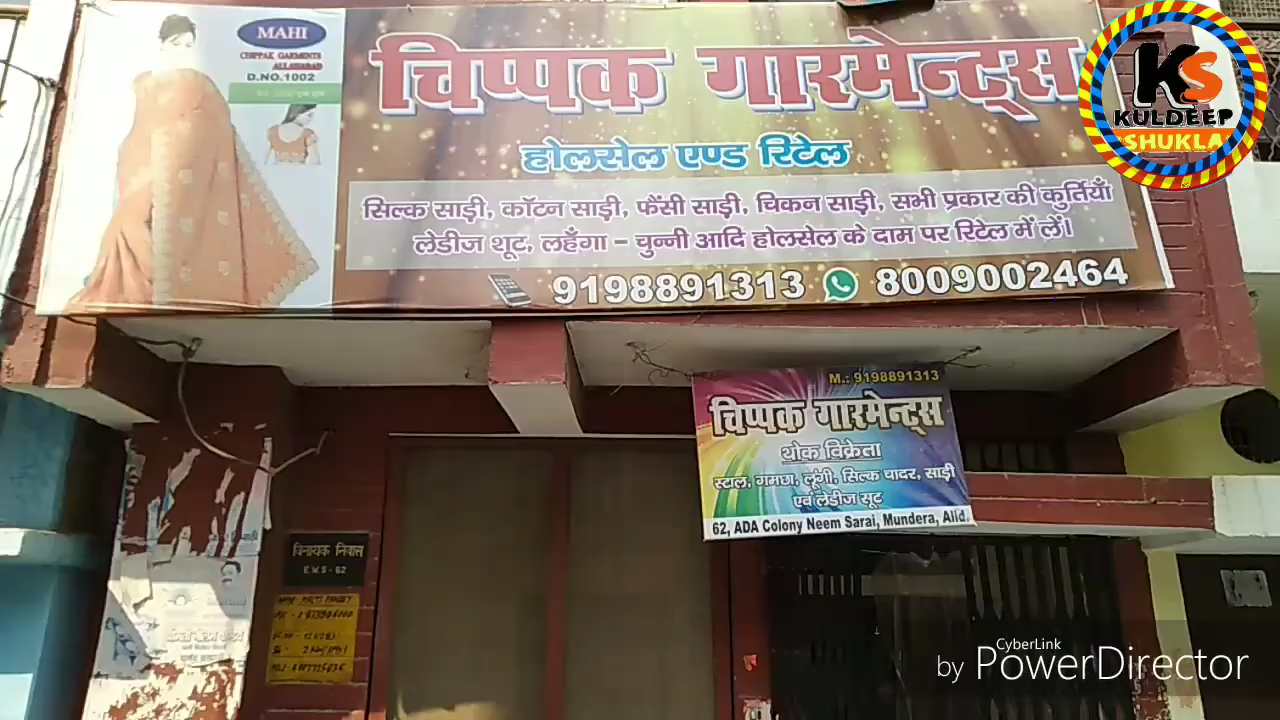 MAHI
CHIPPAK GARMENTS
ALLAHABAD
D.NO.1002
चिप्पक गारमेन्ट्स
होलसेल एण्ड रिटेल
सिल्क साड़ी, कॉटन साड़ी, फैंसी साड़ी, चिकन साड़ी, सभी प्रकार की कुर्तियाँ
लेडीज शूट, लहँगा – चुन्नी आदि होलसेल के दाम पर रिटेल में लें।
9198891313 8009002464
KS
KULDEEP
SHUKLA
M.: 9198891313
चिप्पक गारमेन्ट्स
थोक विक्रेता
स्टाल, गमछा, लूंगी, सिल्क चादर, साड़ी
एवं लेडीज सूट
62, ADA Colony Neem Sarai, Mundera, Alld.
विनायक निवास
E.W.S - 62
CyberLink
by PowerDirector